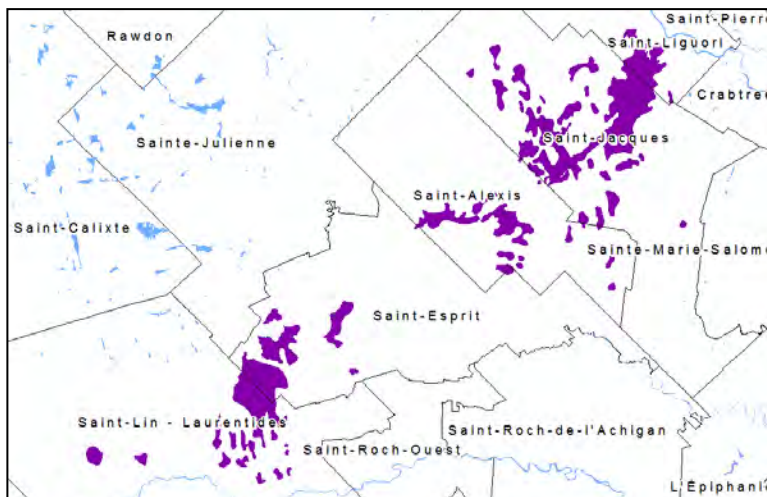 Saint-Pierre
Rawdon
Saint-Liguori
Crabtree
Sainte-Julienne
Saint-Jacques
Saint-Alexis
Saint-Calixte
Sainte-Marie-Salome
Saint-Esprit
Saint-Lin - Laurentides
Saint-Roch-de-l'Achigan
Saint-Roch-Ouest
L'Épiphanie